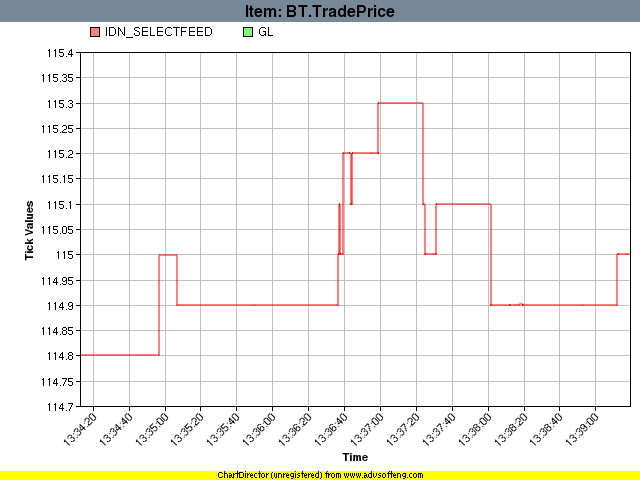 Item: BT.TradePrice
IDN_SELECTFEED GL
115.4
115.35
115.3
115.25
115.2
115.15
115.1
115.05
115
114.95
114.9
114.85
114.8
114.75
114.7
Tick Values
13:34:20 13:34:40 13:35:00 13:35:20 13:35:40 13:36:00 13:36:20 13:36:40 13:37:00 13:37:20 13:37:40 13:38:00 13:38:20 13:38:40 13:39:00
Time
ChartDirector (unregistered) from www.advsofteng.com